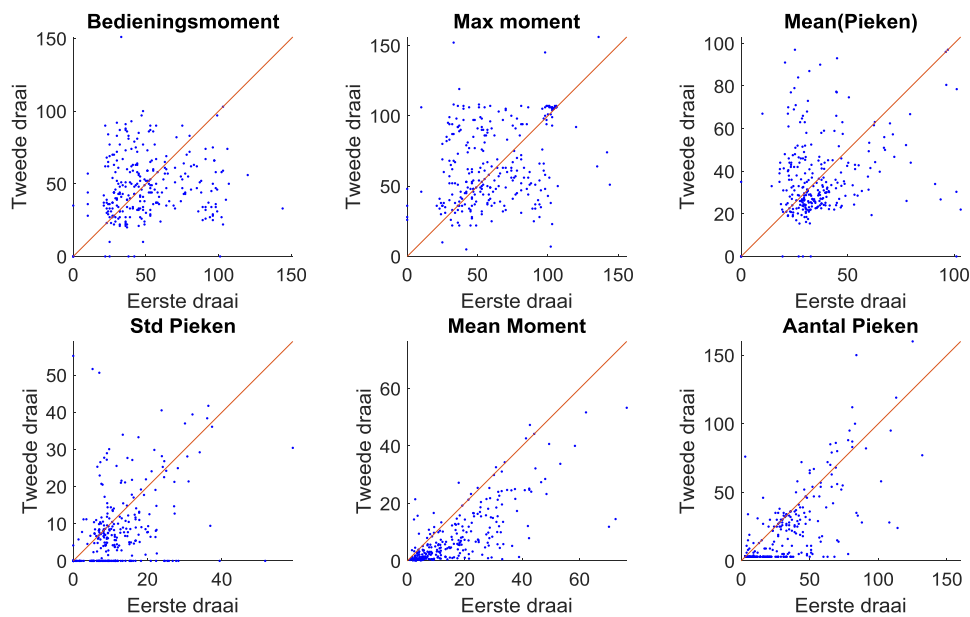 Bedieningsmoment
Max moment
Mean(Pieken)
150
100
50
0
Tweede draai
0
50
100
150
Eerste draai
150
100
50
0
Tweede draai
0
50
100
150
Eerste draai
100
80
60
40
20
0
Tweede draai
0
50
100
Eerste draai
Std Pieken
Mean Moment
Aantal Pieken
50
40
30
20
10
0
Tweede draai
0
20
40
Eerste draai
60
40
20
0
Tweede draai
0
20
40
60
Eerste draai
150
100
50
0
Tweede draai
0
50
100
150
Eerste draai